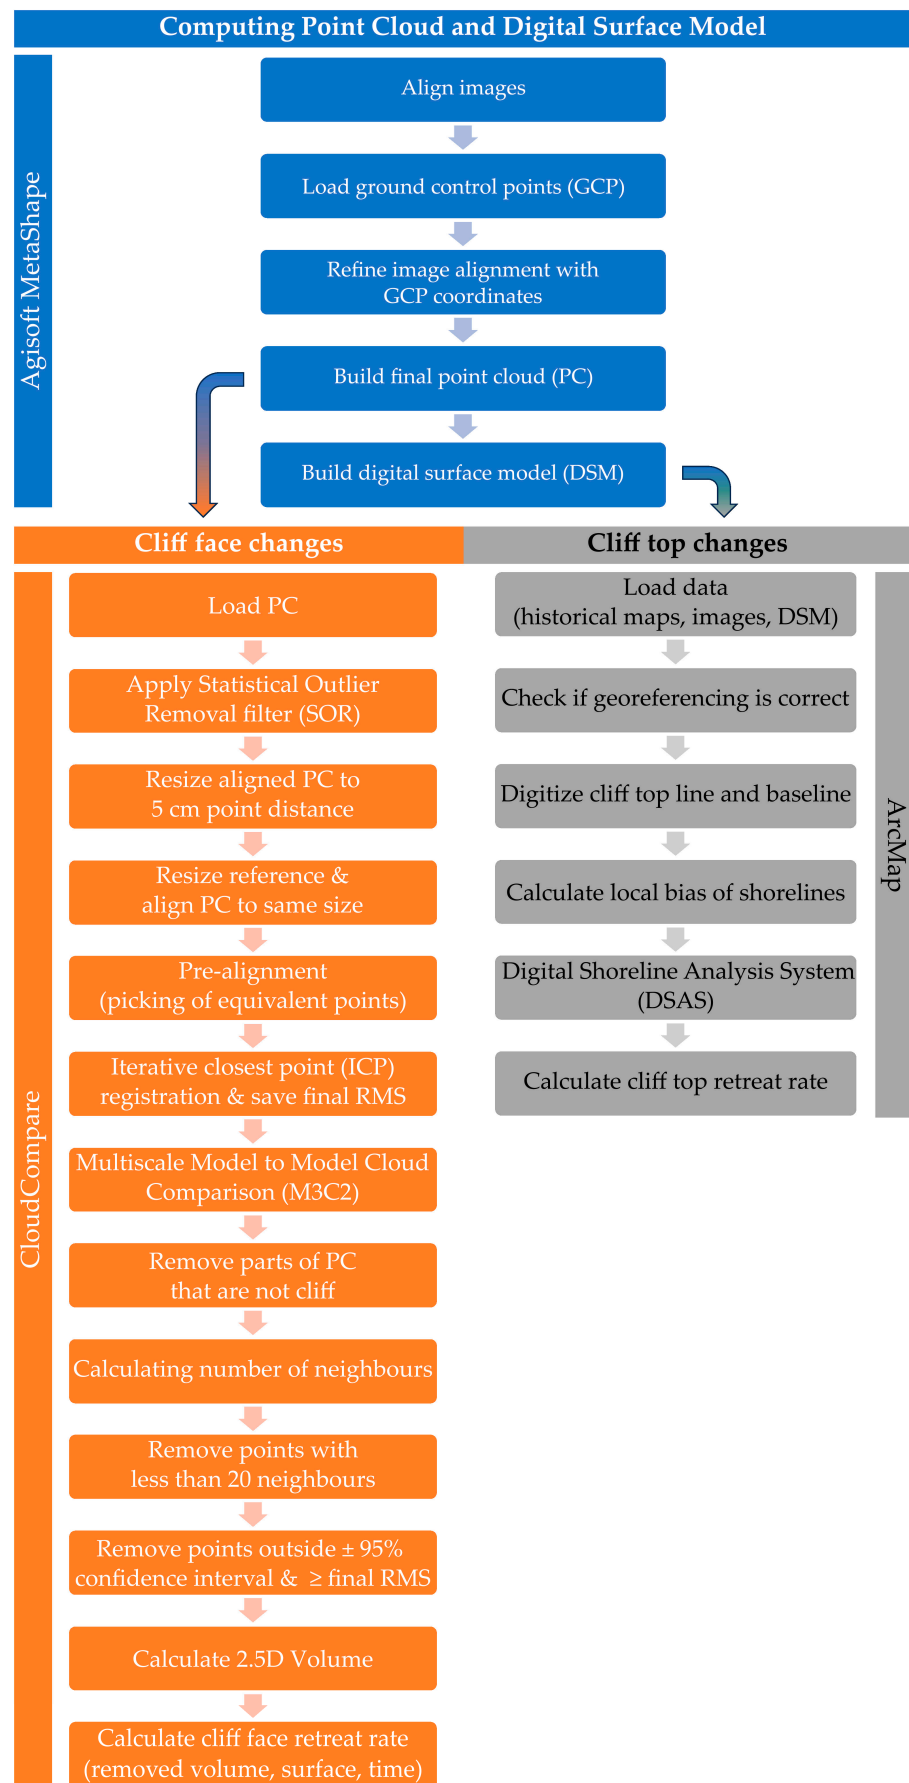 Computing Point Cloud and Digital Surface Model
Agisoft MetaShape
Align images
Load ground control points (GCP)
Refine image alignment with
GCP coordinates
Build final point cloud (PC)
Build digital surface model (DSM)
Cliff face changes
CloudCompare
Load PC
Apply Statistical Outlier
Removal filter (SOR)
Resize aligned PC to
5 cm point distance
Resize reference &
align PC to same size
Pre-alignment
(picking of equivalent points)
Iterative closest point (ICP)
registration & save final RMS
Multiscale Model to Model Cloud
Comparison (M3C2)
Remove parts of PC
that are not cliff
Calculating number of neighbours
Remove points with
less than 20 neighbours
Remove points outside ± 95%
confidence interval & ≥ final RMS
Calculate 2.5D Volume
Calculate cliff face retreat rate
(removed volume, surface, time)
Cliff top changes
Load data
(historical maps, images, DSM)
Check if georeferencing is correct
Digitize cliff top line and baseline
Calculate local bias of shorelines
Digital Shoreline Analysis System
(DSAS)
Calculate cliff top retreat rate
ArcMap